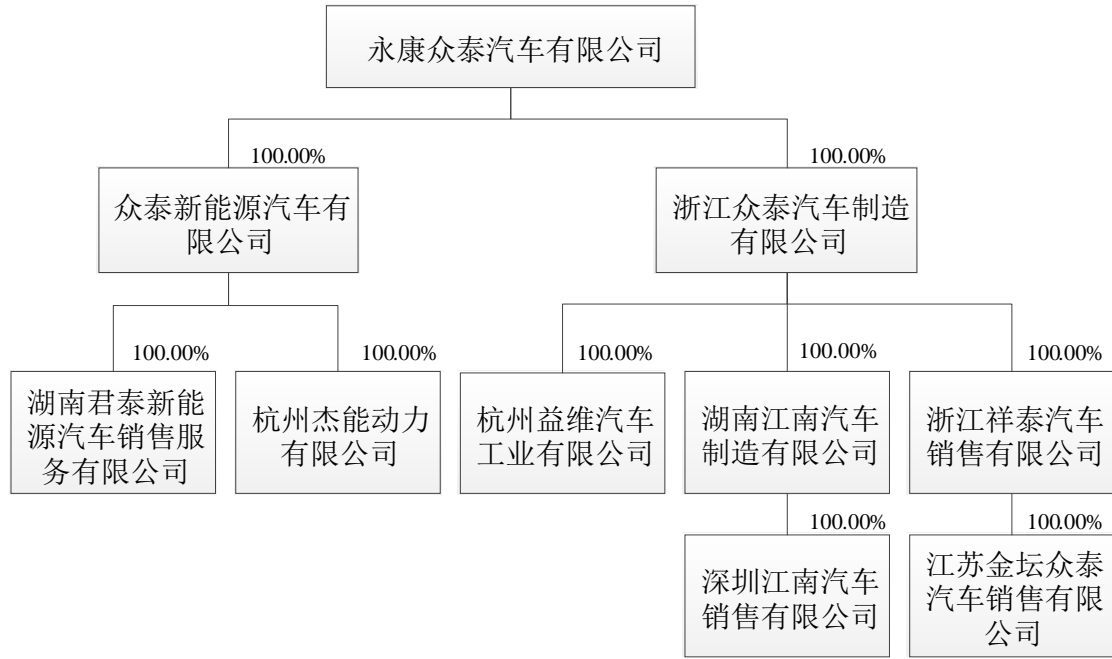 永康众泰汽车有限公司
100.00%
100.00%
众泰新能源汽车有
限公司
浙江众泰汽车制造
有限公司
100.00%
100.00%
100.00%
100.00%
100.00%
湖南君泰新能
源汽车销售服
务有限公司
杭州杰能动力
有限公司
杭州益维汽车
工业有限公司
湖南江南汽车
制造有限公司
浙江祥泰汽车
销售有限公司
100.00%
100.00%
深圳江南汽车
销售有限公司
江苏金坛众泰
汽车销售有限
公司